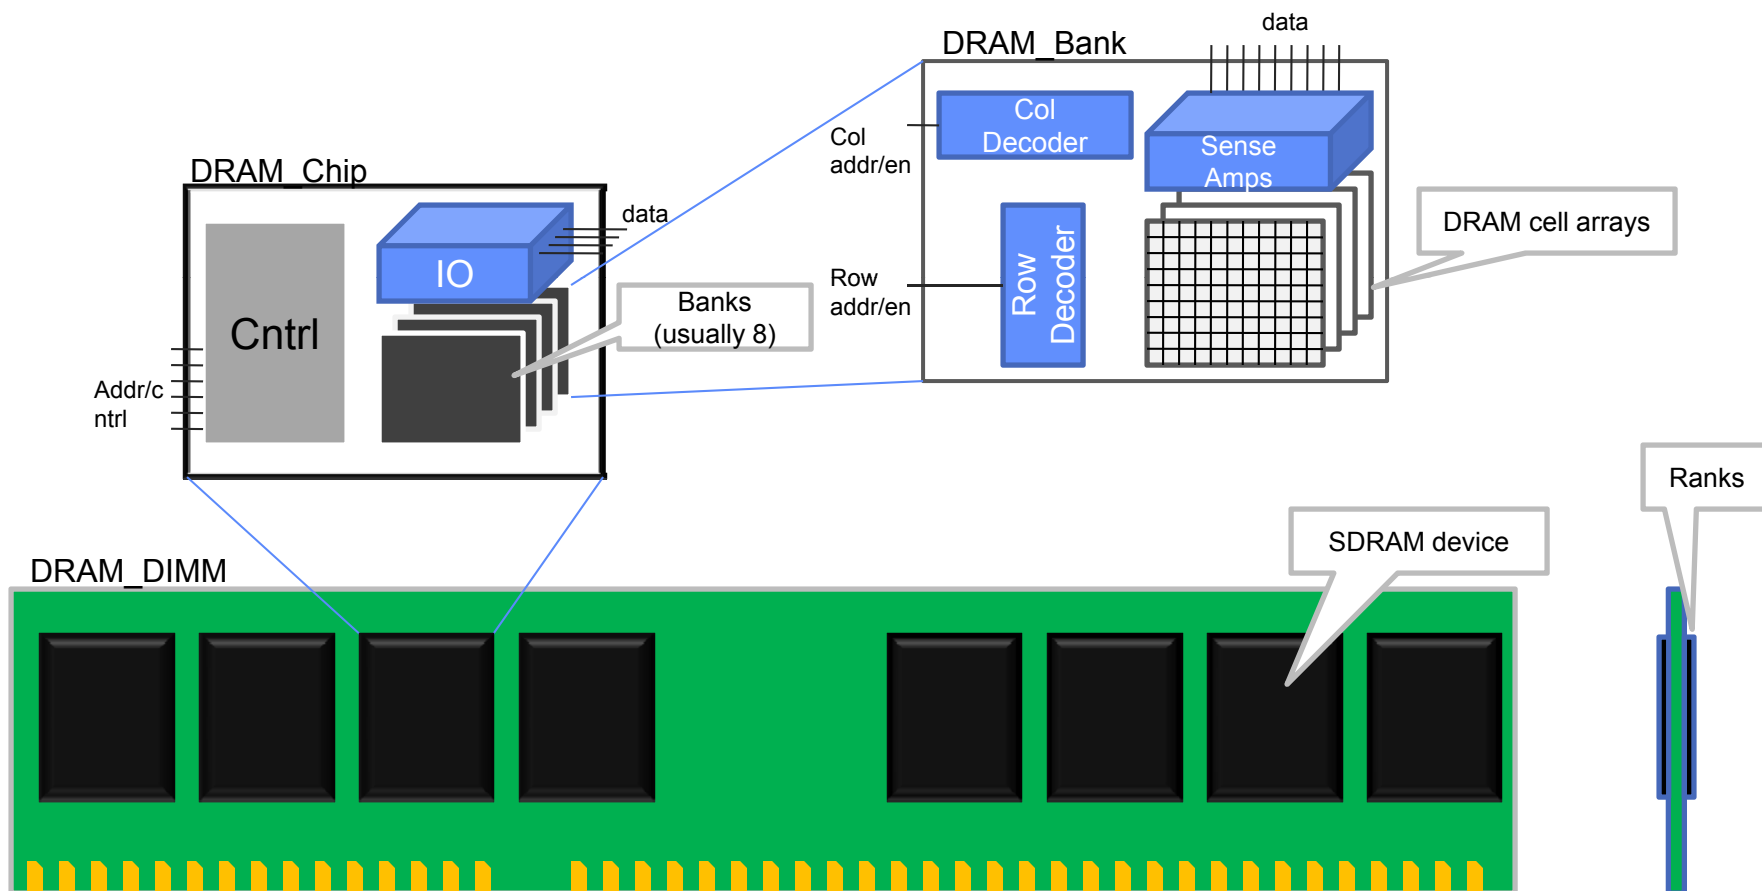 data
DRAM_Bank
Col
Decoder
Col
addr/en
Sense
Amps
DRAM_Chip
data
DRAM cell arrays
IO
Row
Decoder
Row
addr/en
Banks
(usually 8)
Cntrl
Addr/c
ntrl
Ranks
SDRAM device
DRAM_DIMM